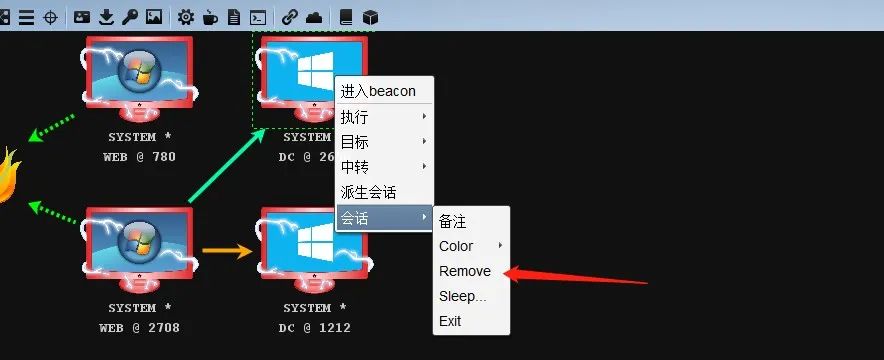 SYSTEM *
WEB @ 780
SYSTEM
DC @ 26
进入beacon
执行
目标
中转
派生会话
会话
备注
Color
Remove
Sleep...
Exit
SYSTEM *
WEB @ 2708
SYSTEM *
DC @ 1212